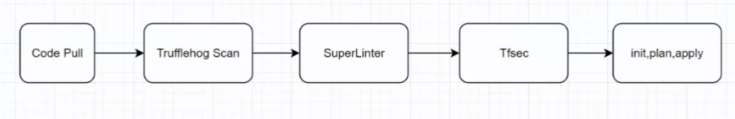 Code Pull
Trufflehog Scan
SuperLinter
Tfsec
init,plan,apply